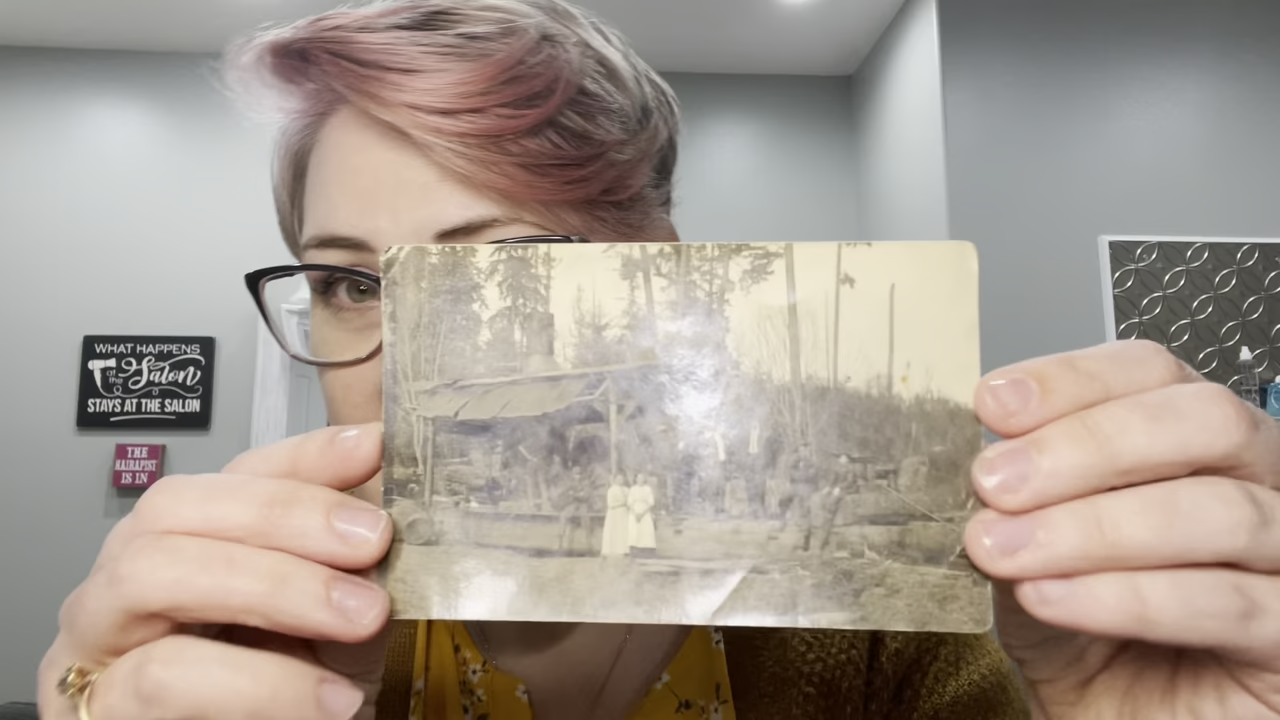 WHAT HAPPENS
at the Salon
STAYS AT THE SALON
THE
HAIRAPIST
IS IN